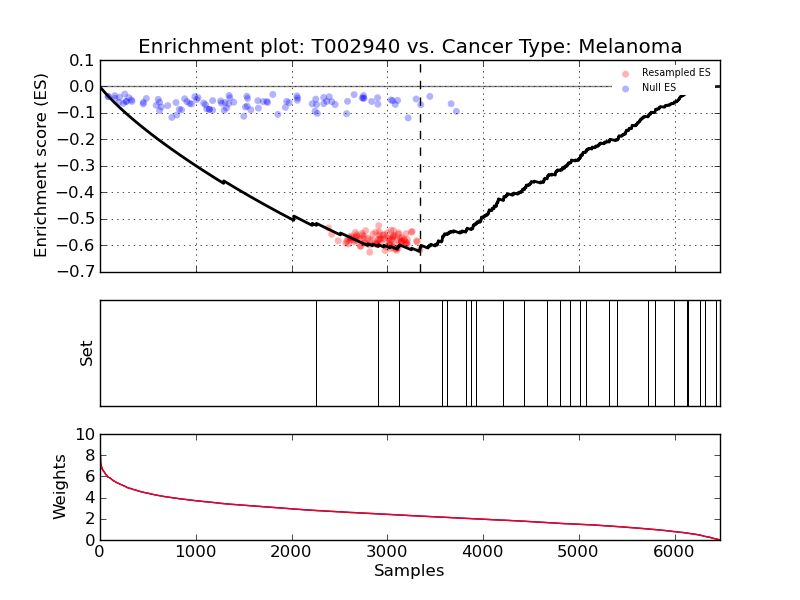 Enrichment plot: T002940 vs. Cancer Type: Melanoma
Enrichment score (ES)
0.1
0.0
−0.1
−0.2
−0.3
−0.4
−0.5
−0.6
−0.7
Resampled ES
Null ES
Set
Weights
10
8
6
4
2
0
0 1000 2000 3000 4000 5000 6000
Samples